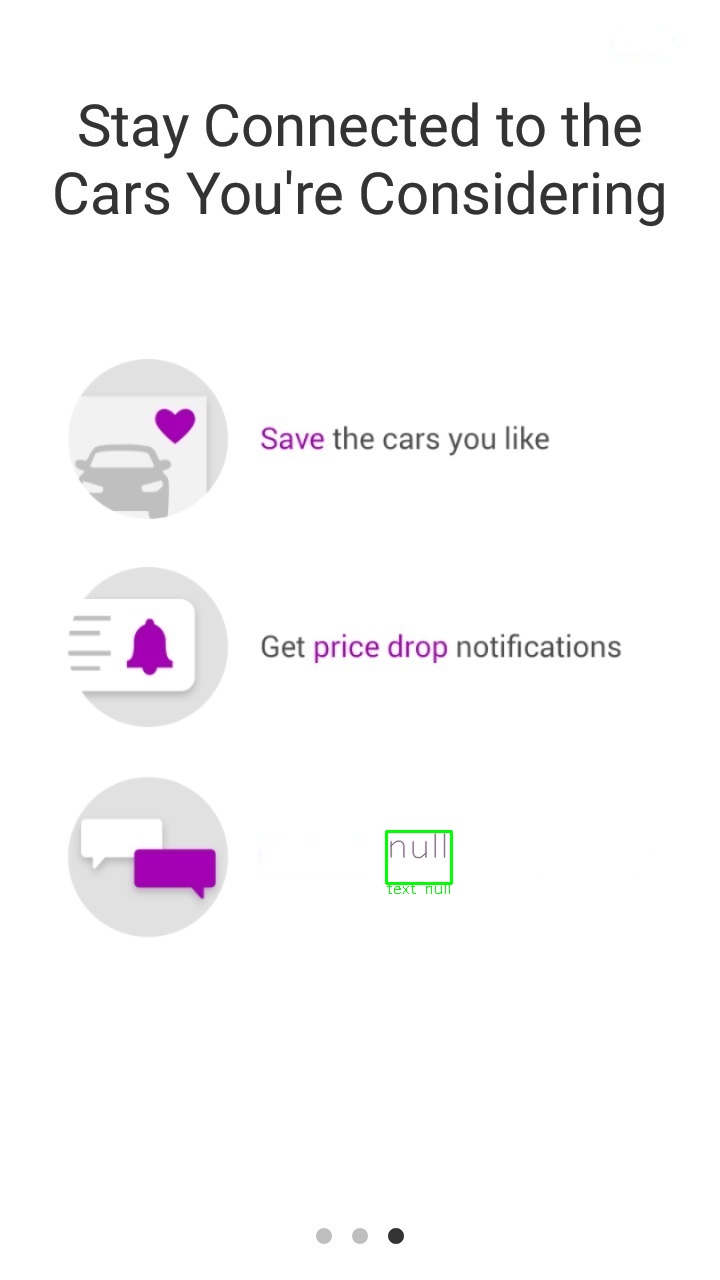 Stay Connected to the
Cars You're Considering
Save the cars you like
Get price drop notifications
null
text null